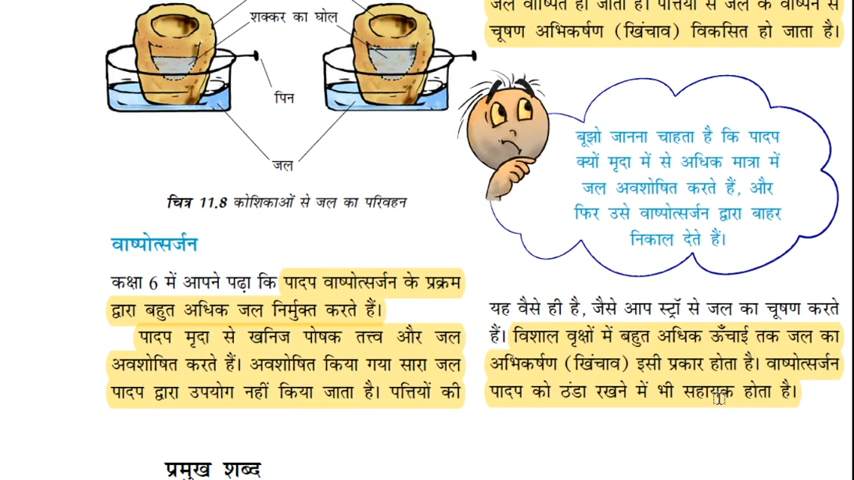 शक्कर का घोल
पिन
जल
चित्र 11.8 कोशिकाओं से जल का परिवहन
वाष्पोत्सर्जन
कक्षा 6 में आपने पढ़ा कि पादप वाष्पोत्सर्जन के प्रक्रम
द्वारा बहुत अधिक जल निर्मुक्त करते हैं।
पादप मृदा से खनिज पोषक तत्त्व और जल
अवशोषित करते हैं। अवशोषित किया गया सारा जल
पादप द्वारा उपयोग नहीं किया जाता है। पत्तियों की
जल वाष्पित हो जाता है। पत्तियों से जल के वाष्पन से
चूषण अभिकर्षण (खिंचाव) विकसित हो जाता है।
बूझो जानना चाहता है कि पादप
क्यों मृदा में से अधिक मात्रा में
जल अवशोषित करते हैं, और
फिर उसे वाष्पोत्सर्जन द्वारा बाहर
निकाल देते हैं।
यह वैसे ही है, जैसे आप स्ट्रॉ से जल का चूषण करते
हैं। विशाल वृक्षों में बहुत अधिक ऊँचाई तक जल का
अभिकर्षण (खिंचाव) इसी प्रकार होता है। वाष्पोत्सर्जन
पादप को ठंडा रखने में भी सहायक होता है।
प्रमुख शब्द